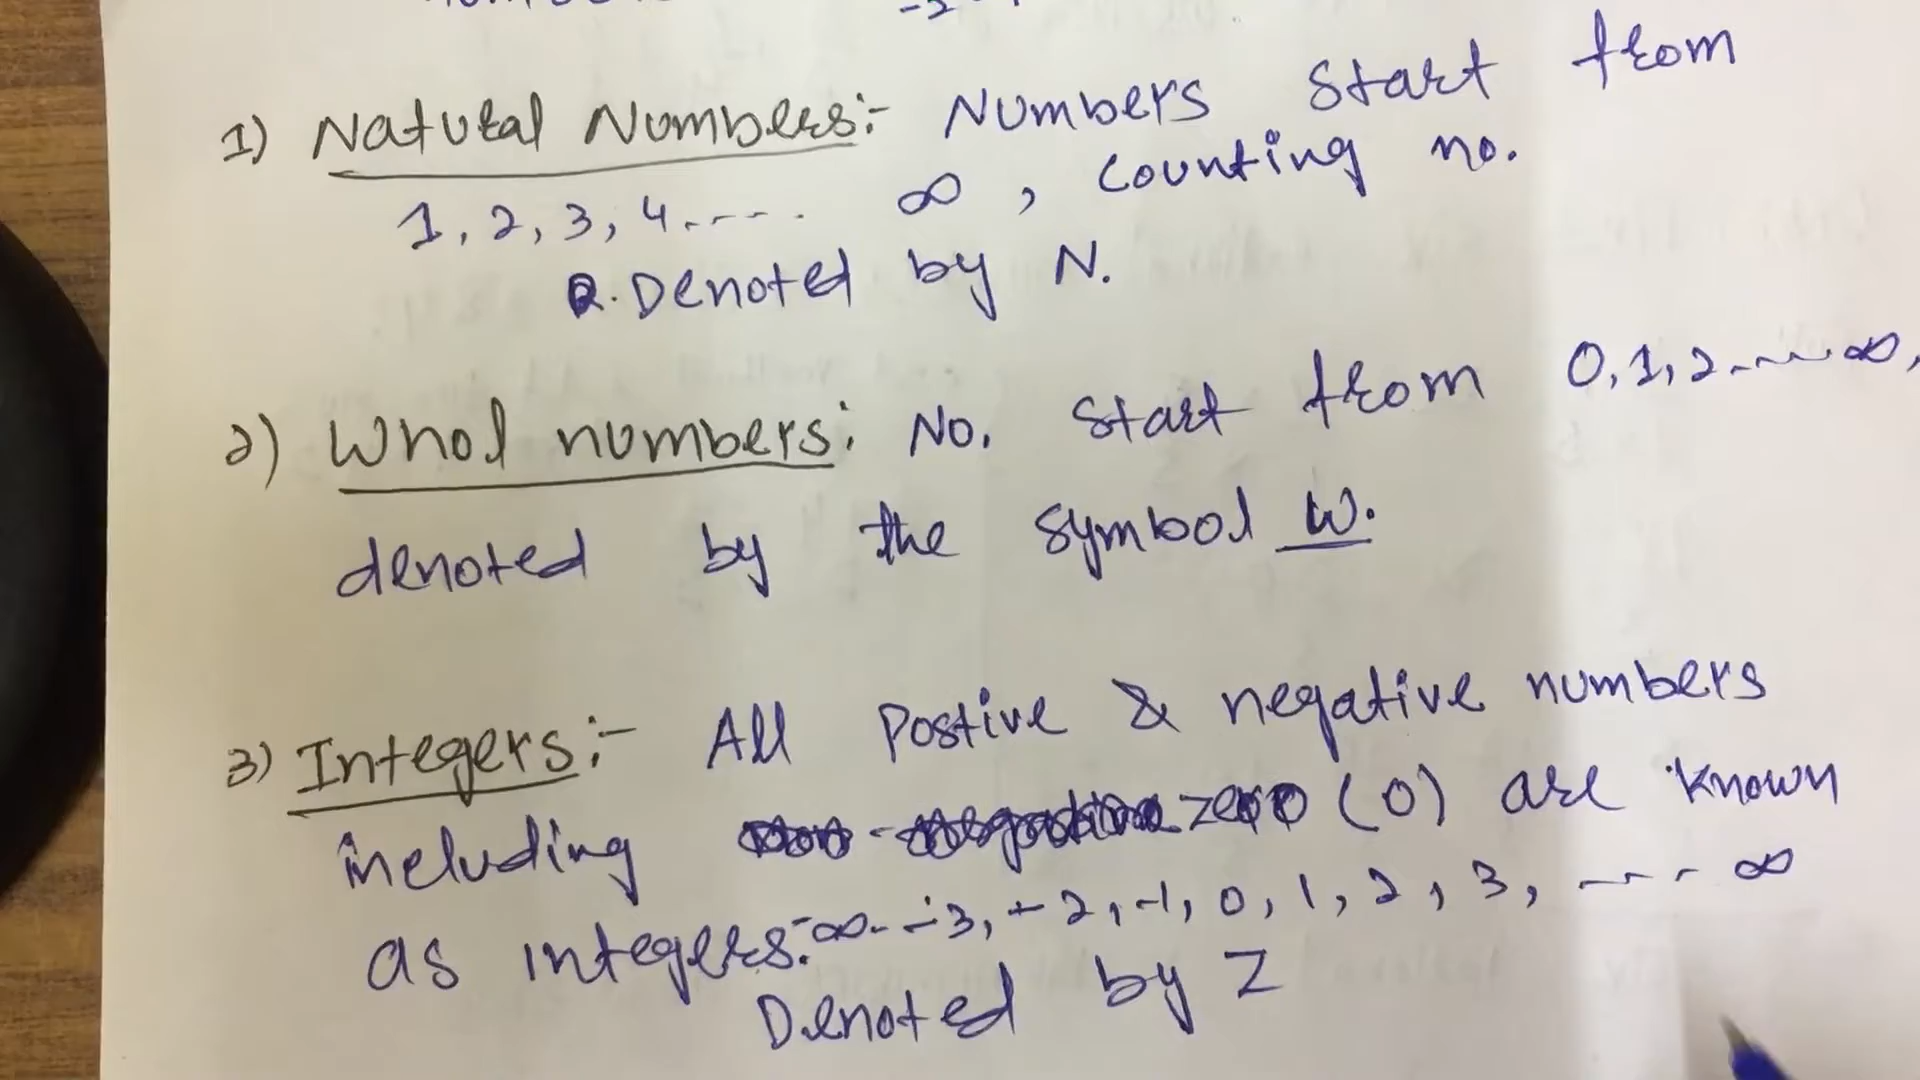 1) Natural Numbers:- Numbers start from
1, 2, 3, 4..... ∞ , Counting no.
Denoted by N.
2) Whol numbers: No. start from 0, 1, 2..... ∞,
denoted by the symbol W.
3) Integers:- All Postive & negative numbers
including zero (0) are known
as integers. -∞.. -3, -2, -1, 0, 1, 2, 3, .... ∞
Denoted by Z